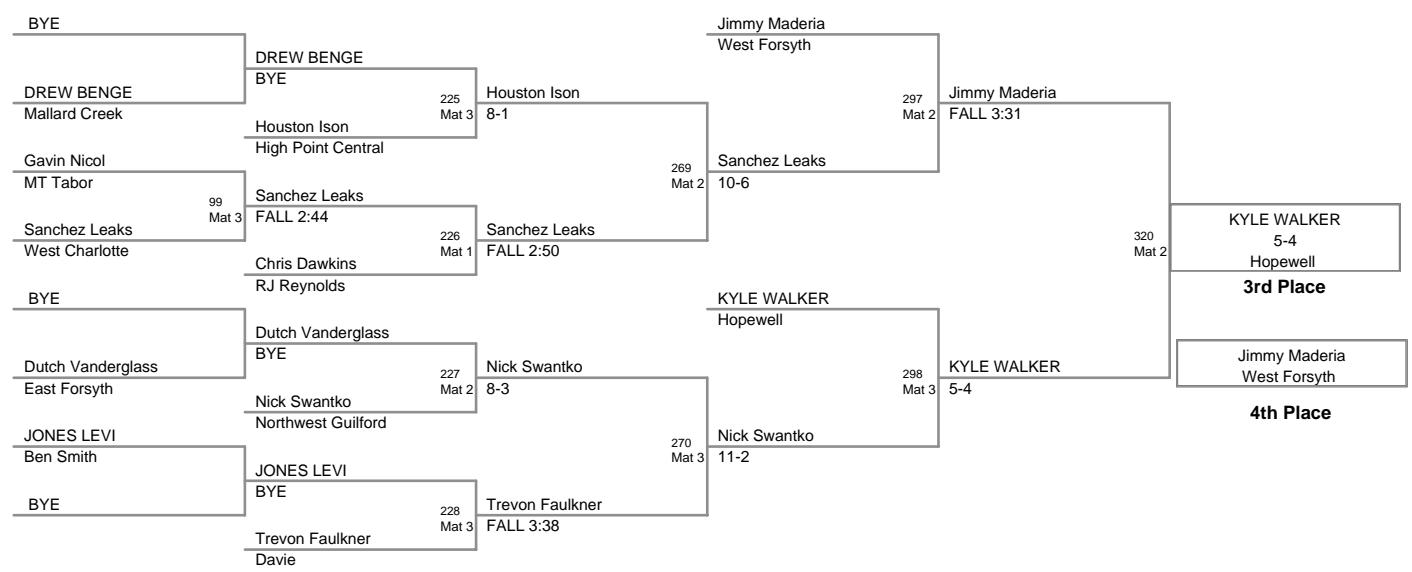 BYE
DREW BENGE
Mallard Creek
Gavin Nicol
MT Tabor
Sanchez Leaks
West Charlotte
BYE
Dutch Vanderglass
East Forsyth
JONES LEVI
Ben Smith
BYE
99
Mat 3
DREW BENGE
BYE
Houston Ison
High Point Central
Sanchez Leaks
FALL 2:44
Chris Dawkins
RJ Reynolds
Dutch Vanderglass
BYE
Nick Swantko
Northwest Guilford
JONES LEVI
BYE
Trevon Faulkner
Davie
225
Mat 3
226
Mat 1
227
Mat 2
228
Mat 3
Houston Ison
8-1
Sanchez Leaks
FALL 2:50
Nick Swantko
8-3
Trevon Faulkner
FALL 3:38
269
Mat 2
270
Mat 3
Jimmy Maderia
West Forsyth
Sanchez Leaks
10-6
KYLE WALKER
Hopewell
Nick Swantko
11-2
297
Mat 2
298
Mat 3
Jimmy Maderia
FALL 3:31
KYLE WALKER
5-4
320
Mat 2
KYLE WALKER
5-4
Hopewell
3rd Place
Jimmy Maderia
West Forsyth
4th Place